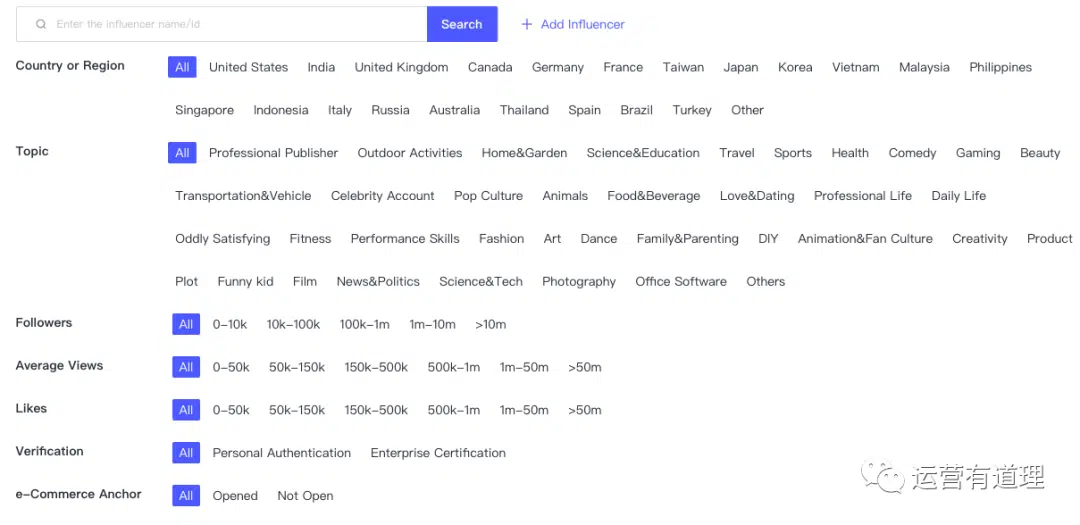 Enter the influencer name/id Search + Add Influencer
Country or Region All United States India United Kingdom Canada Germany France Taiwan Japan Korea Vietnam Malaysia Philippines
Singapore Indonesia Italy Russia Australia Thailand Spain Brazil Turkey Other
Topic All Professional Publisher Outdoor Activities Home&Garden Science&Education Travel Sports Health Comedy Gaming Beauty
Transportation&Vehicle Celebrity Account Pop Culture Animals Food&Beverage Love&Dating Professional Life Daily Life
Oddly Satisfying Fitness Performance Skills Fashion Art Dance Family&Parenting DIY Animation&Fan Culture Creativity Product
Plot Funny kid Film News&Politics Science&Tech Photography Office Software Others
Followers All 0-10k 10k-100k 100k-1m 1m-10m >10m
Average Views All 0-50k 50k-150k 150k-500k 500k-1m 1m-50m >50m
Likes All 0-50k 50k-150k 150k-500k 500k-1m 1m-50m >50m
Verification All Personal Authentication Enterprise Certification
运营有道理
e-Commerce Anchor All Opened Not Open